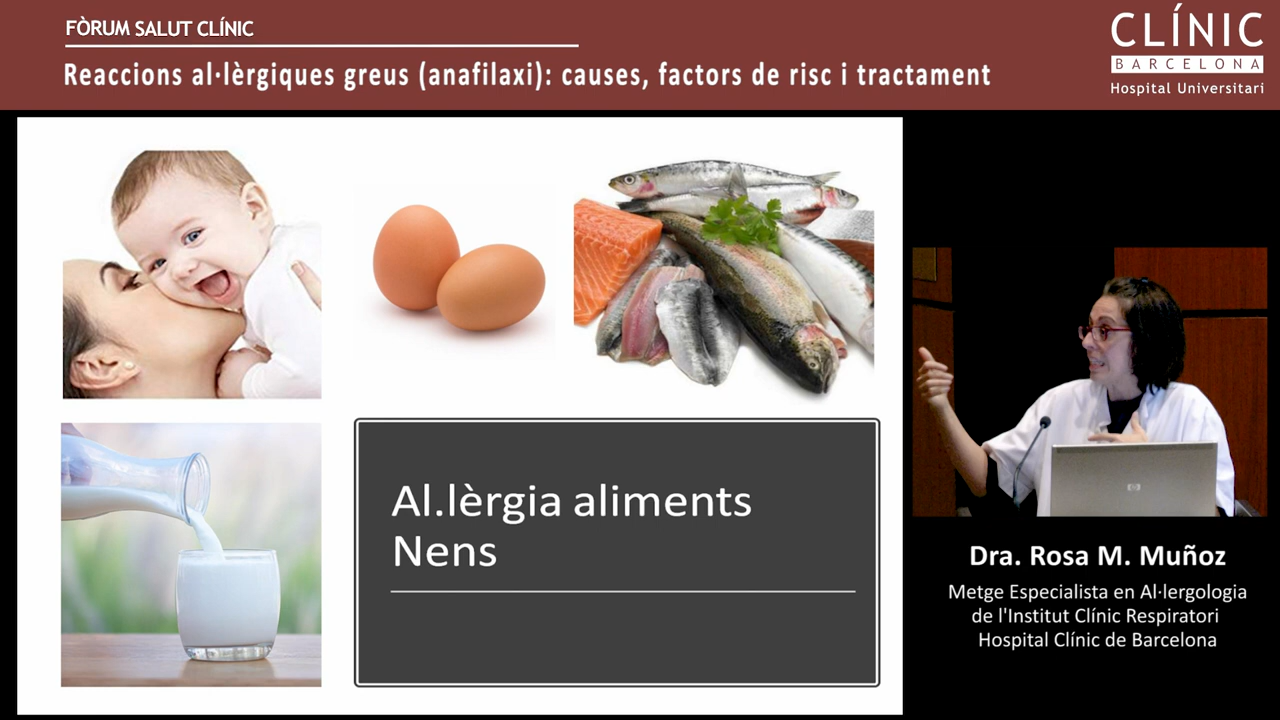 FÒRUM SALUT CLÍNIC
Reaccions al·lèrgiques greus (anafilaxi): causes, factors de risc i tractament
CLÍNIC
BARCELONA
Hospital Universitari
Al.lèrgia aliments
Nens
hp
Dra. Rosa M. Muñoz
Metge Especialista en Al·lergologia
de l'Institut Clínic Respiratori
Hospital Clínic de Barcelona